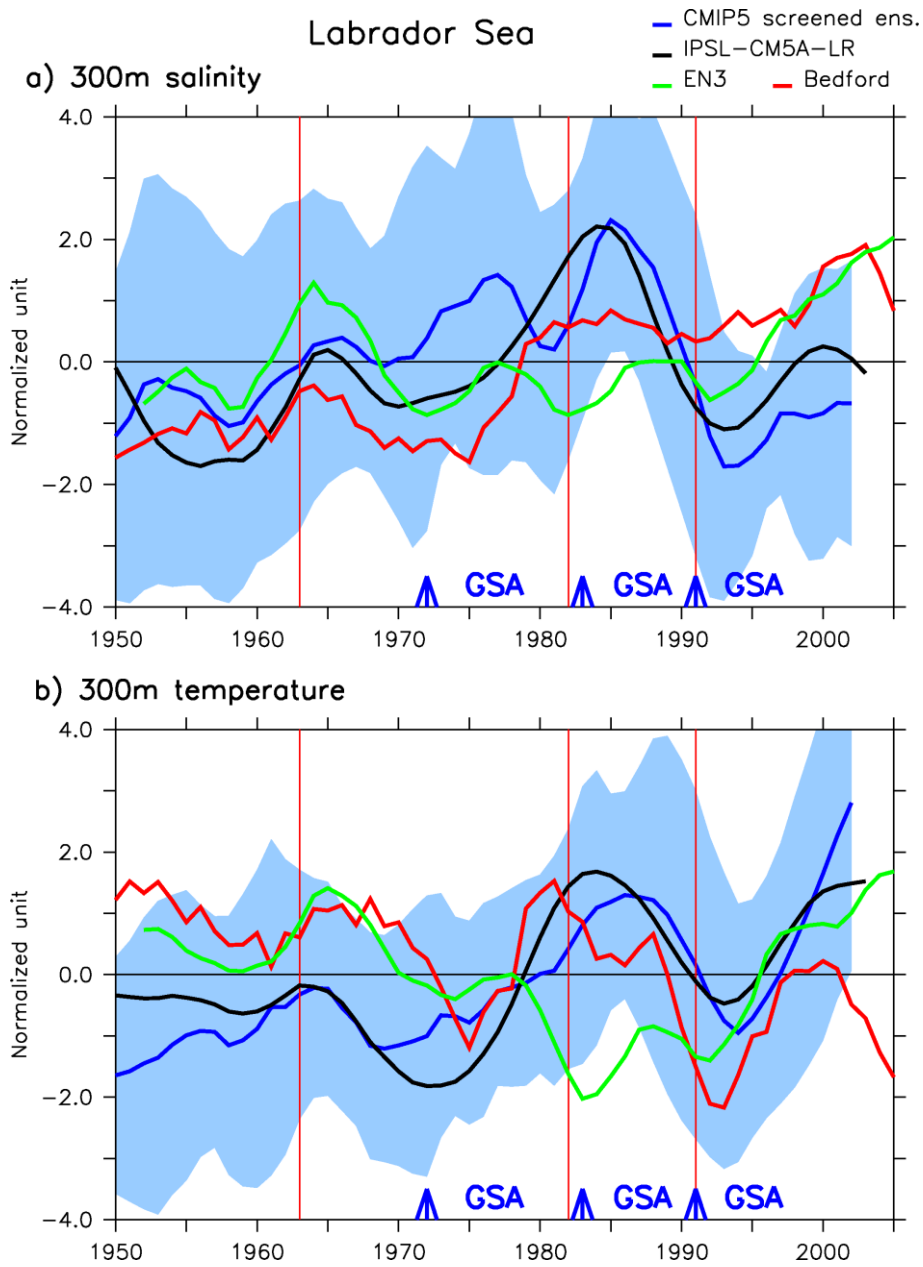 Labrador Sea
CMIP5 screened ens.
IPSL-CM5A-LR
EN3 Bedford
a) 300m salinity
4.0
2.0
0.0
-2.0
-4.0
Normalized unit
GSA GSA GSA
1950 1960 1970 1980 1990 2000
b) 300m temperature
4.0
2.0
0.0
-2.0
-4.0
Normalized unit
GSA GSA GSA
1950 1960 1970 1980 1990 2000